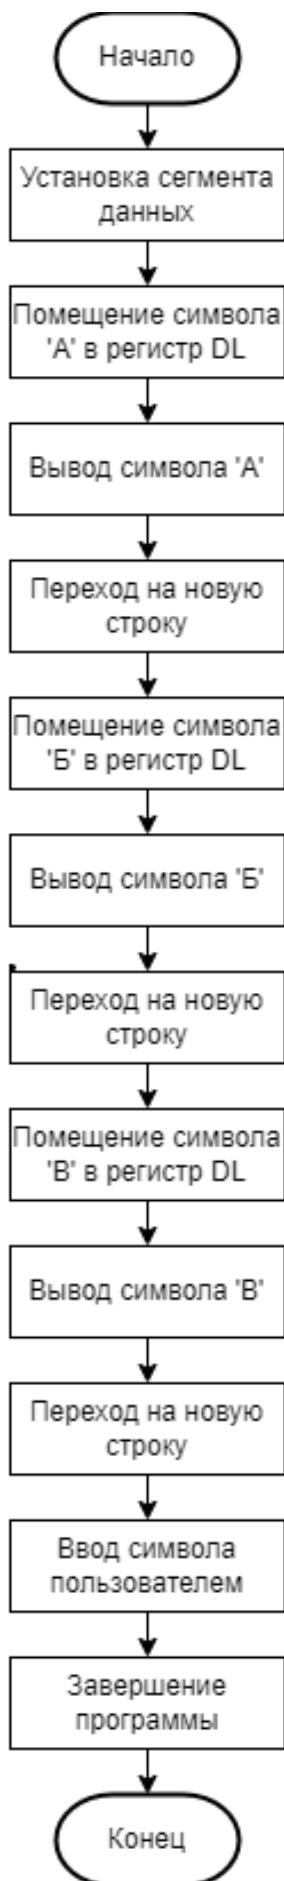 Начало
Установка сегмента
данных
Помещение символа
'А' в регистр DL
Вывод символа 'А'
Переход на новую
строку
Помещение символа
'Б' в регистр DL
Вывод символа 'Б'
Переход на новую
строку
Помещение символа
'В' в регистр DL
Вывод символа 'В'
Переход на новую
строку
Ввод символа
пользователем
Завершение
программы
Конец